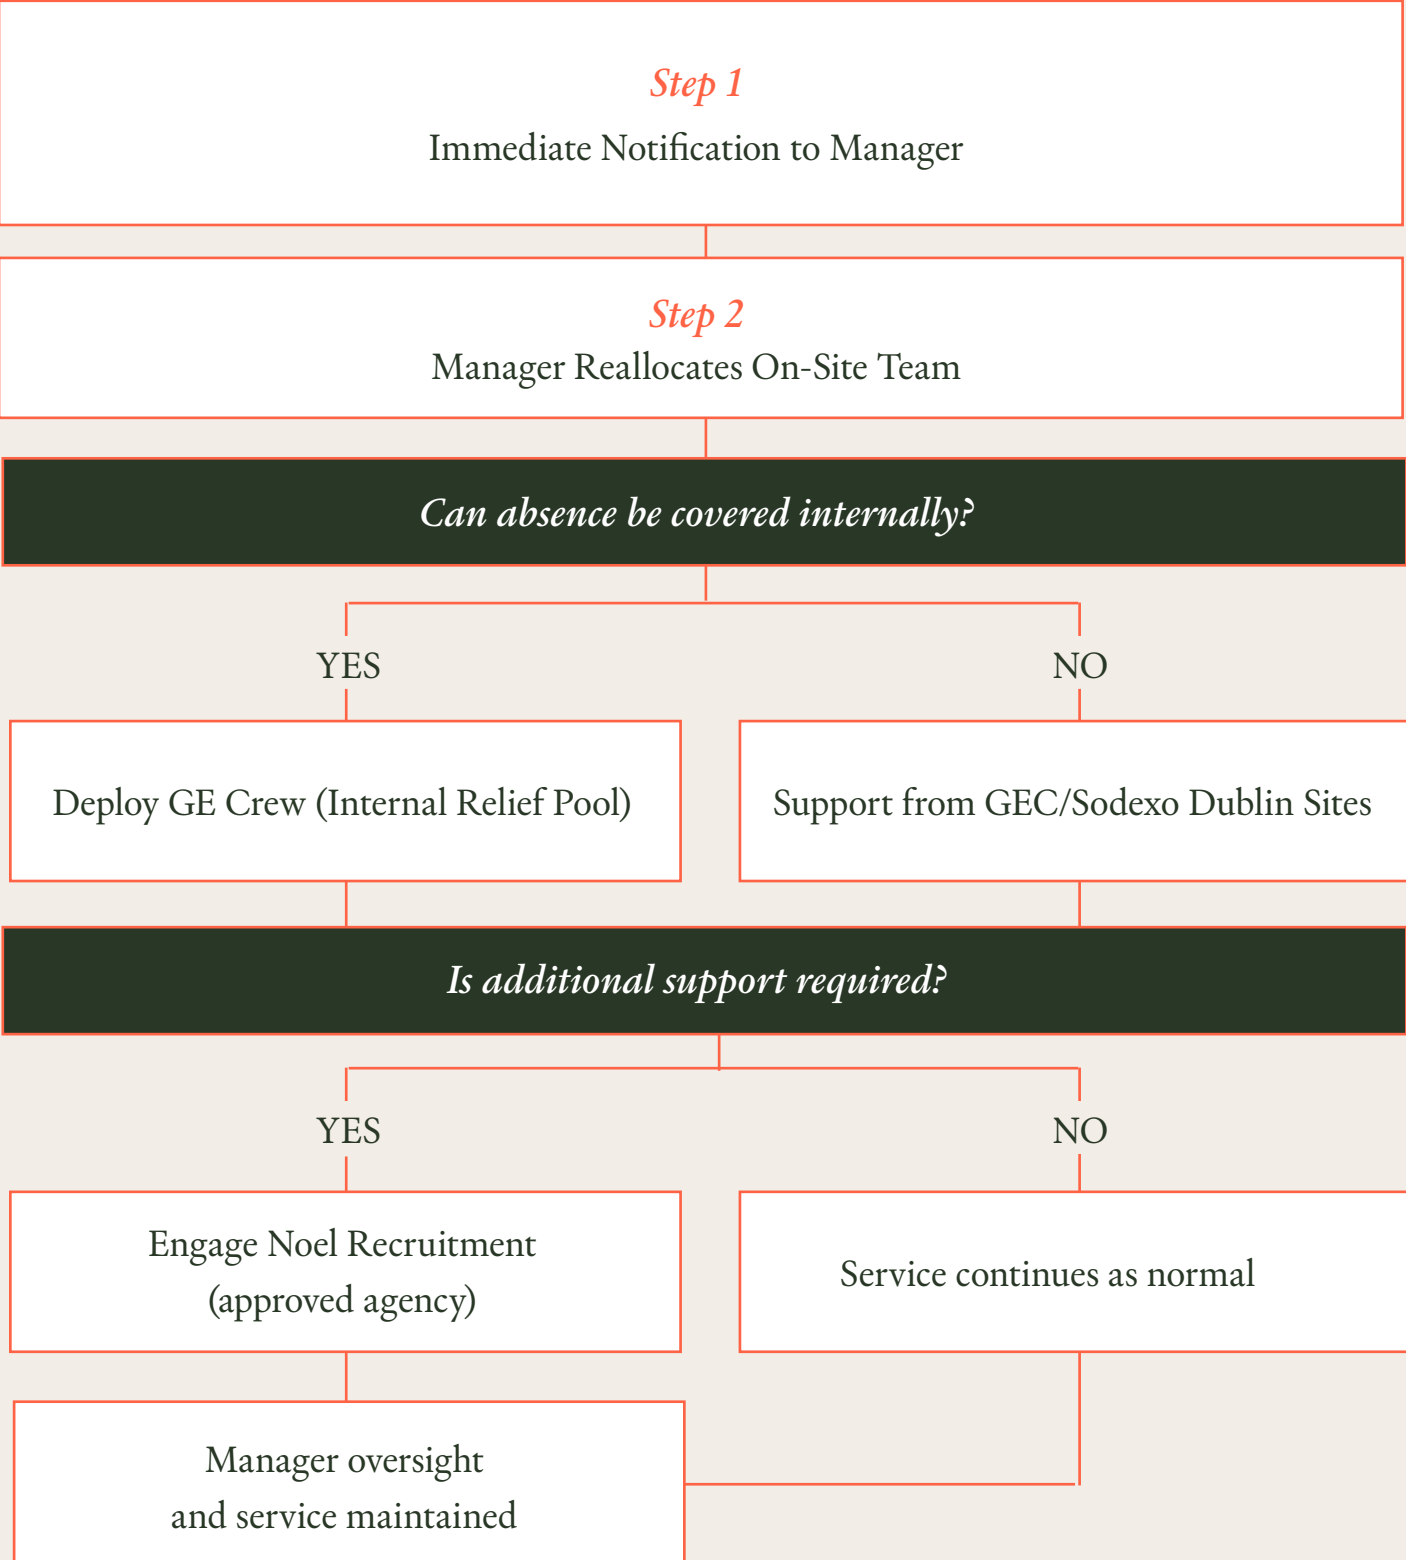 Step 1
Immediate Notification to Manager
Step 2
Manager Reallocates On-Site Team
Can absence be covered internally?
YES
NO
Deploy GE Crew (Internal Relief Pool)
Support from GEC/Sodexo Dublin Sites
Is additional support required?
YES
NO
Engage Noel Recruitment
(approved agency)
Service continues as normal
Manager oversight
and service maintained